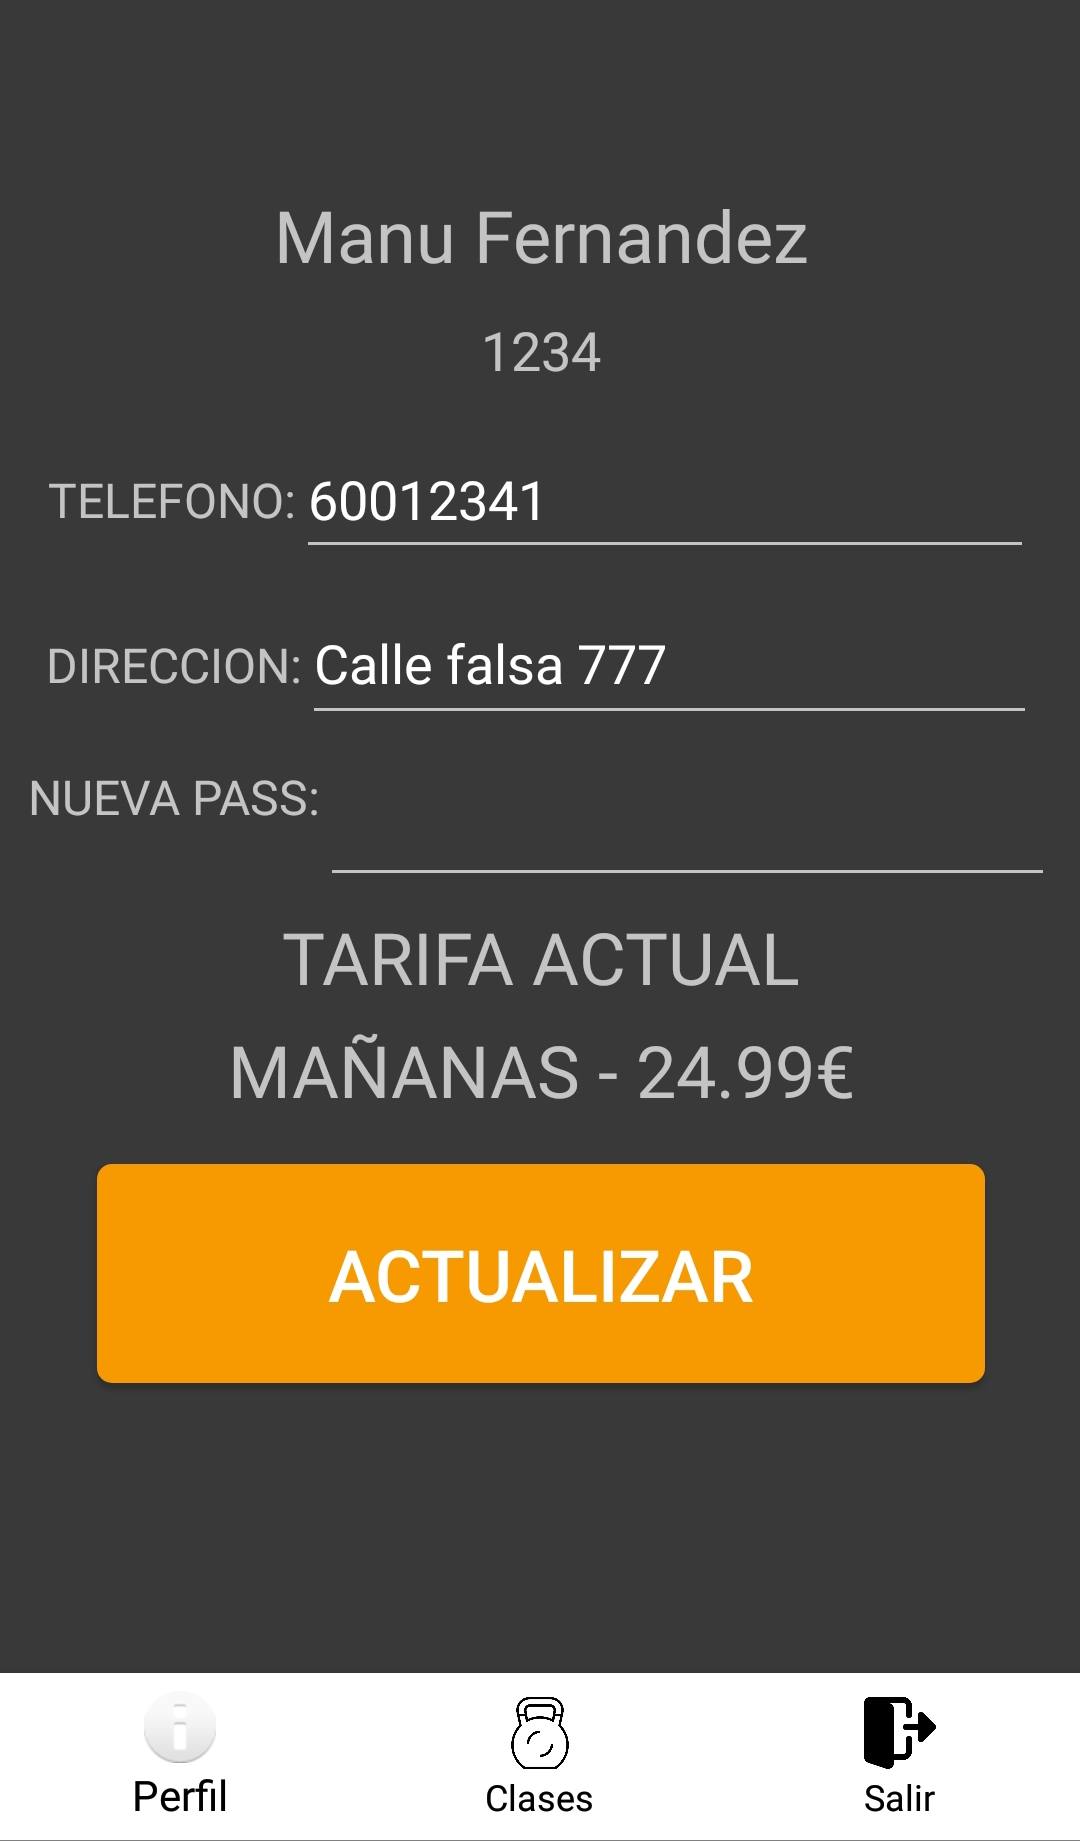 Manu Fernandez
1234
TELEFONO: 60012341
DIRECCION: Calle falsa 777
NUEVA PASS:
TARIFA ACTUAL
MAÑANAS - 24.99€
ACTUALIZAR
Perfil Clases Salir